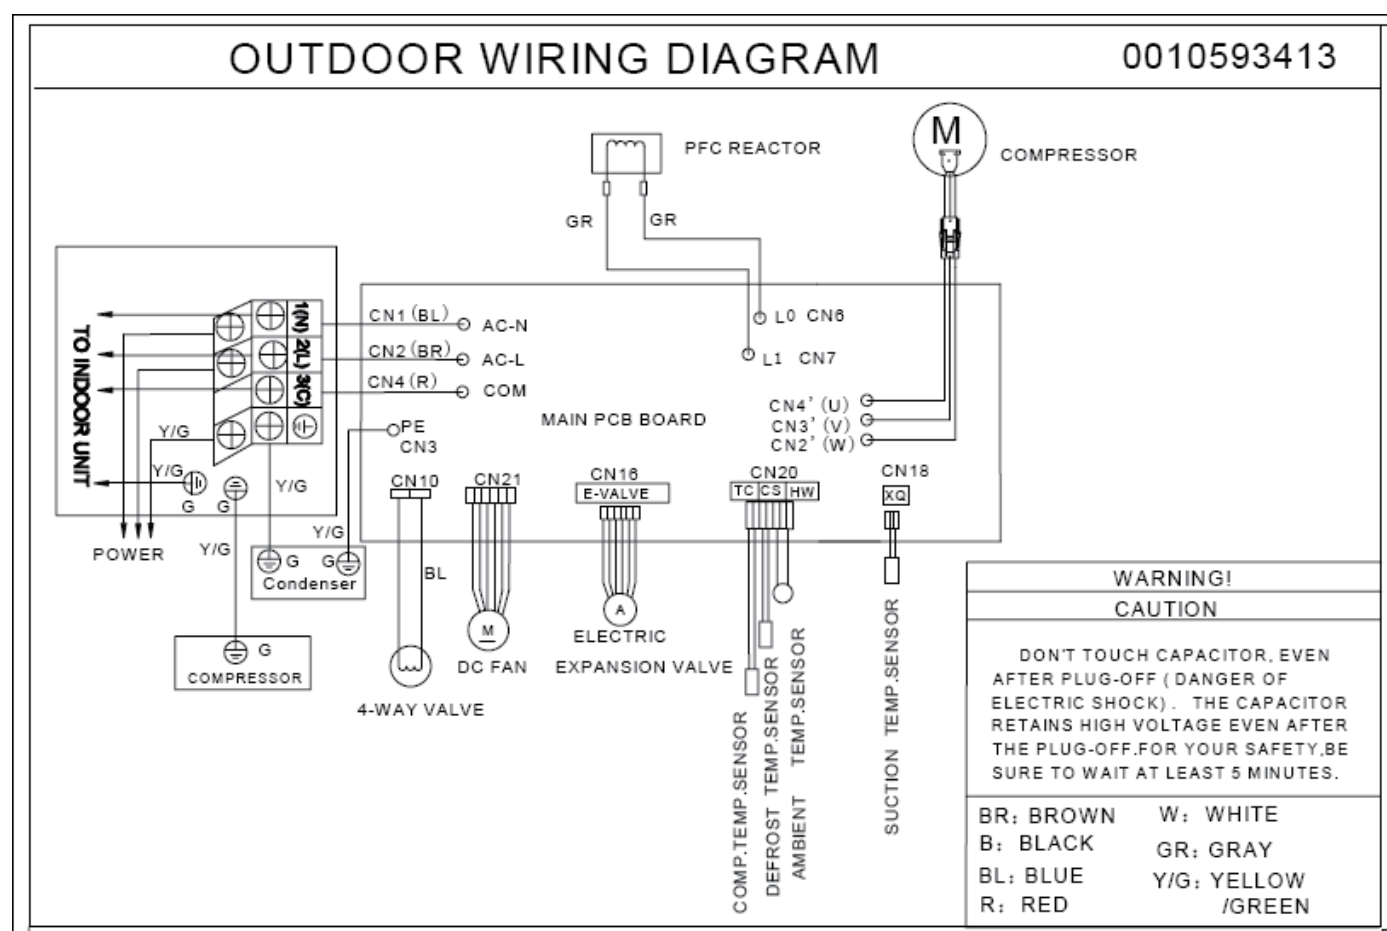 OUTDOOR WIRING DIAGRAM 0010593413
M
PFC REACTOR
COMPRESSOR
GR GR
TO INDOOR UNIT
1(N) 2(L) 3(C)
CN1(BL) AC-N
CN2(BR) AC-L
CN4(R) COM
L0 CN6
L1 CN7
MAIN PCB BOARD
CN4'(U)
CN3'(V)
CN2'(W)
PE
CN3
Y/G
Y/G
Y/G
G G
CN10 CN21 CN16 CN20 CN18
E-VALVE
TC CS HW
XQ
POWER
Y/G
Y/G
G G
Condenser
BL
G
COMPRESSOR
M
A
DC FAN
ELECTRIC
EXPANSION VALVE
4-WAY VALVE
COMP.TEMP.SENSOR
DEFROST TEMP.SENSOR
AMBIENT TEMP.SENSOR
SUCTION TEMP.SENSOR
WARNING!
CAUTION
DON'T TOUCH CAPACITOR, EVEN
AFTER PLUG-OFF ( DANGER OF
ELECTRIC SHOCK). THE CAPACITOR
RETAINS HIGH VOLTAGE EVEN AFTER
THE PLUG-OFF.FOR YOUR SAFETY,BE
SURE TO WAIT AT LEAST 5 MINUTES.
BR: BROWN W: WHITE
B: BLACK GR: GRAY
BL: BLUE Y/G: YELLOW
R: RED /GREEN